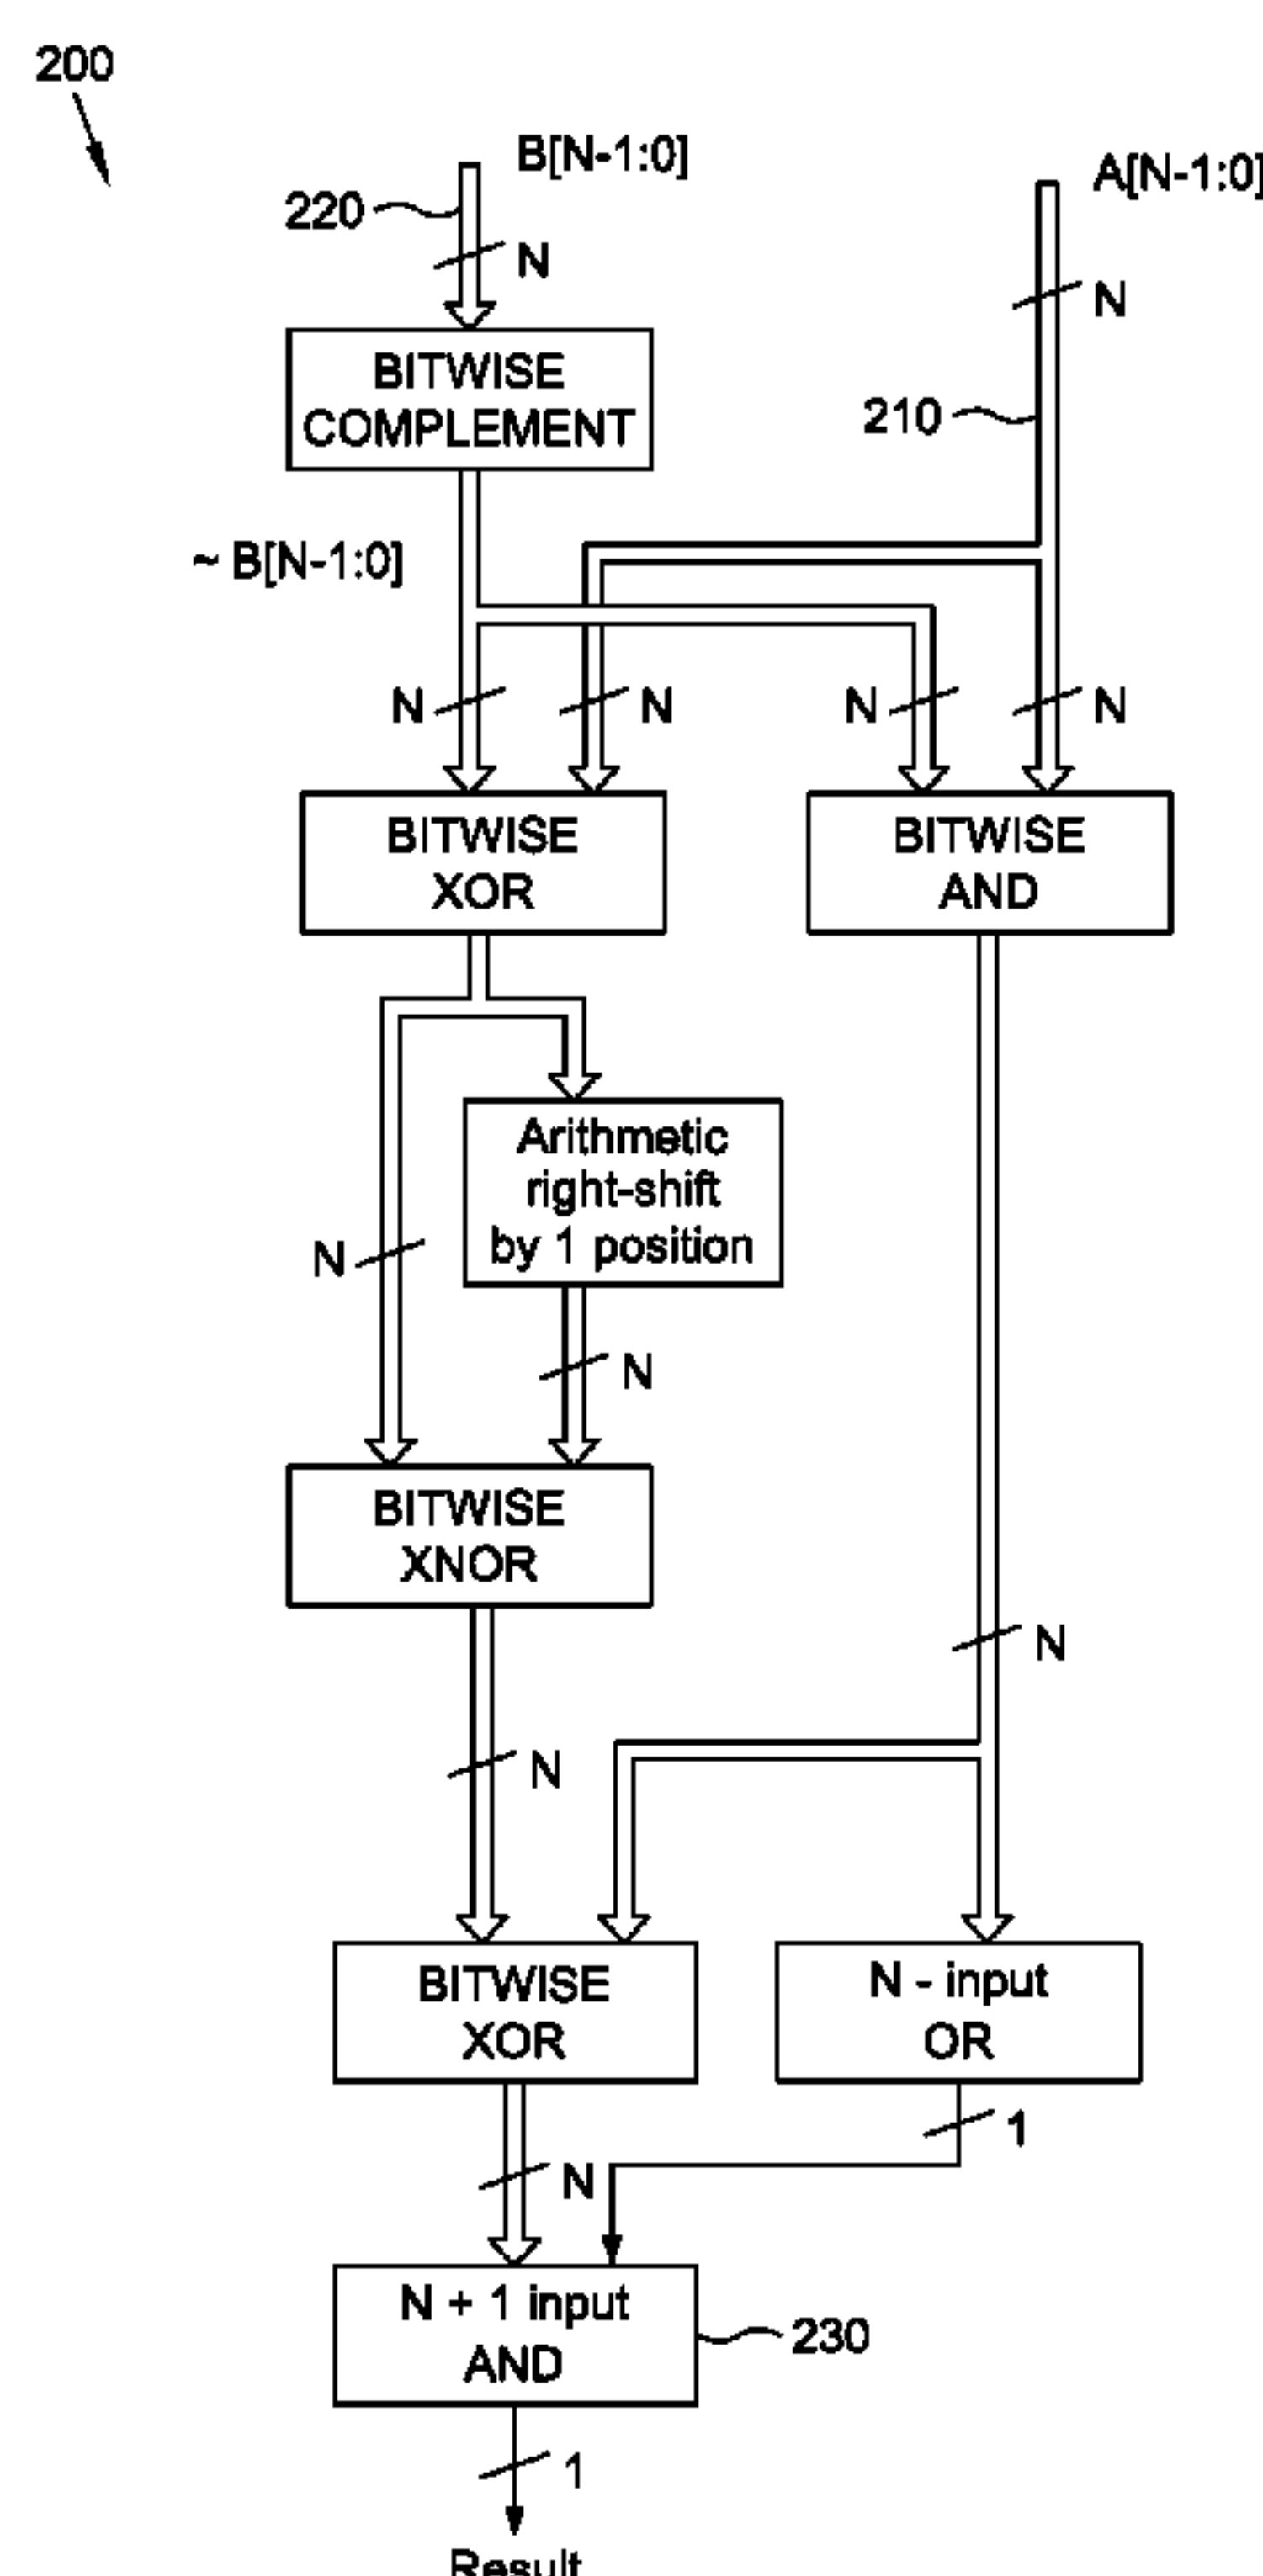 200
B[N-1:0]
A[N-1:0]
220
N
N
BITWISE
COMPLEMENT
210
~ B[N-1:0]
N
N
N
N
BITWISE
XOR
BITWISE
AND
Arithmetic
right-shift
by 1 position
N
N
BITWISE
XNOR
N
N
BITWISE
XOR
N - input
OR
1
N
N + 1 input
AND
230
1
Result